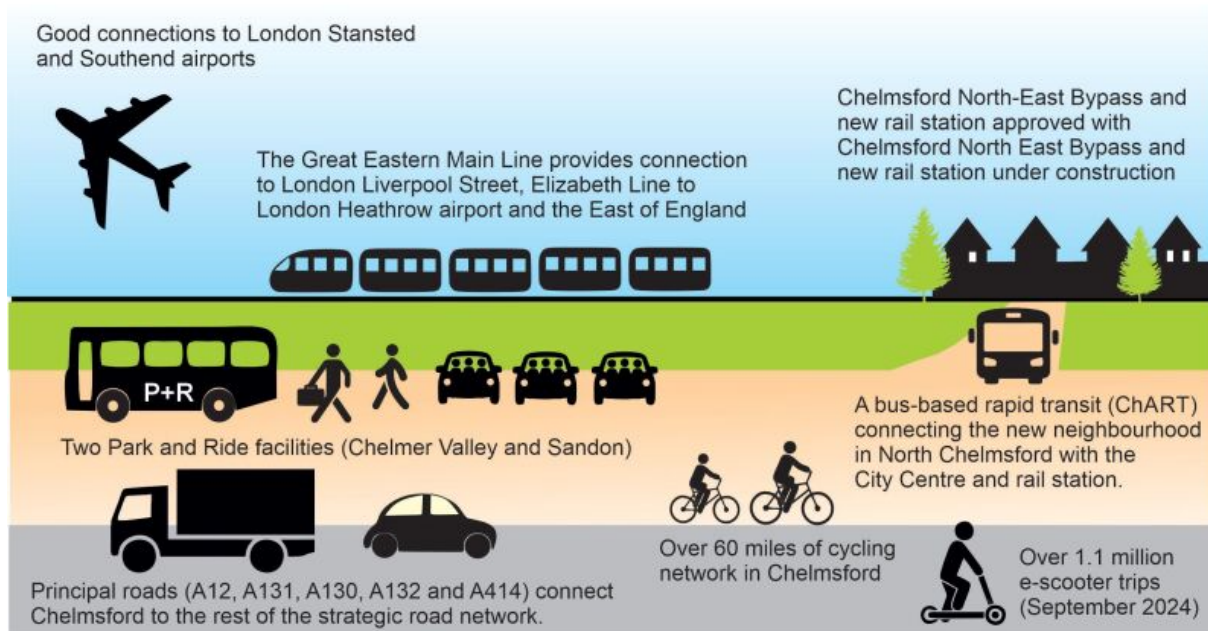 Good connections to London Stansted
and Southend airports
The Great Eastern Main Line provides connection
to London Liverpool Street, Elizabeth Line to
London Heathrow airport and the East of England
Chelmsford North-East Bypass and
new rail station approved with
Chelmsford North East Bypass and
new rail station under construction
P+R
Two Park and Ride facilities (Chelmer Valley and Sandon)
A bus-based rapid transit (ChART)
connecting the new neighbourhood
in North Chelmsford with the
City Centre and rail station.
Principal roads (A12, A131, A130, A132 and A414) connect
Chelmsford to the rest of the strategic road network.
Over 60 miles of cycling
network in Chelmsford
Over 1.1 million
e-scooter trips
(September 2024)